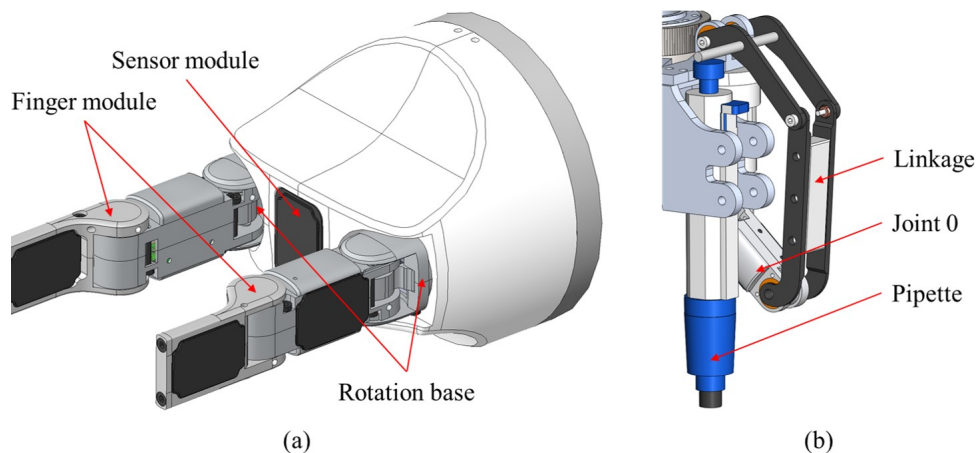 Sensor module
Finger module
Rotation base
(a)
Linkage
Joint 0
Pipette
(b)